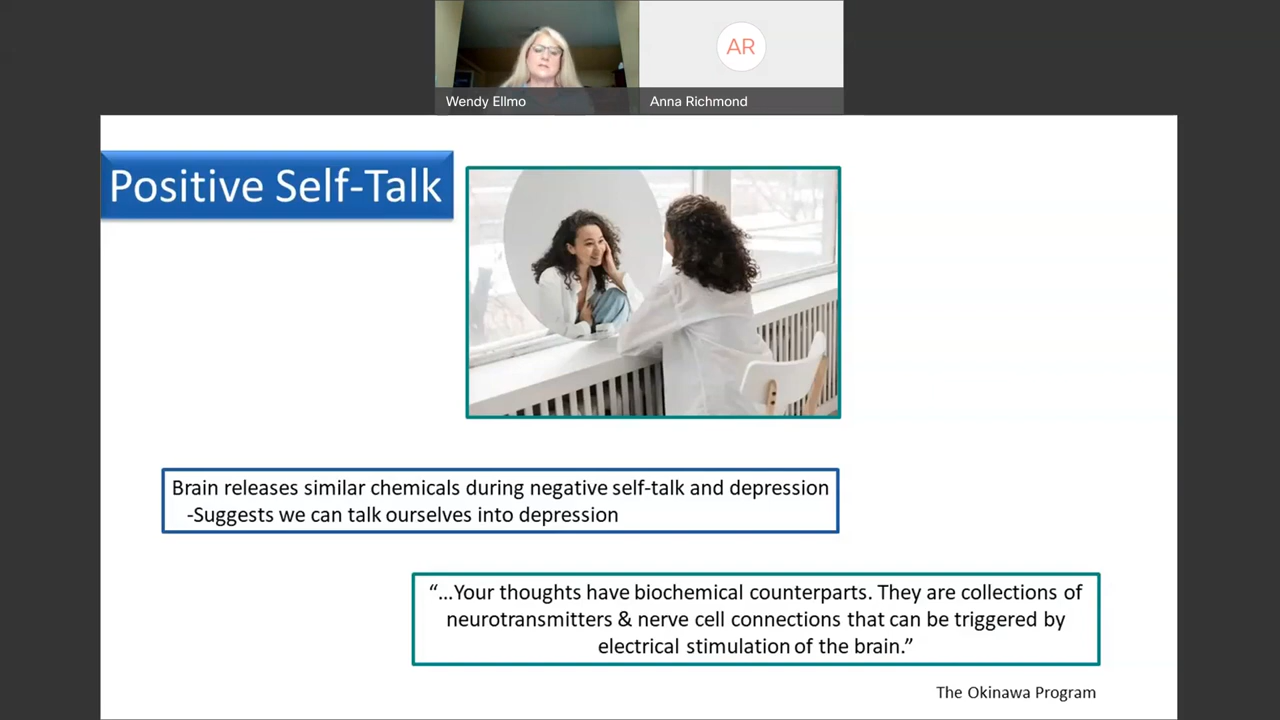 Wendy Ellmo
AR
Anna Richmond
Positive Self-Talk
Brain releases similar chemicals during negative self-talk and depression
-Suggests we can talk ourselves into depression
“...Your thoughts have biochemical counterparts. They are collections of
neurotransmitters & nerve cell connections that can be triggered by
electrical stimulation of the brain.”
The Okinawa Program